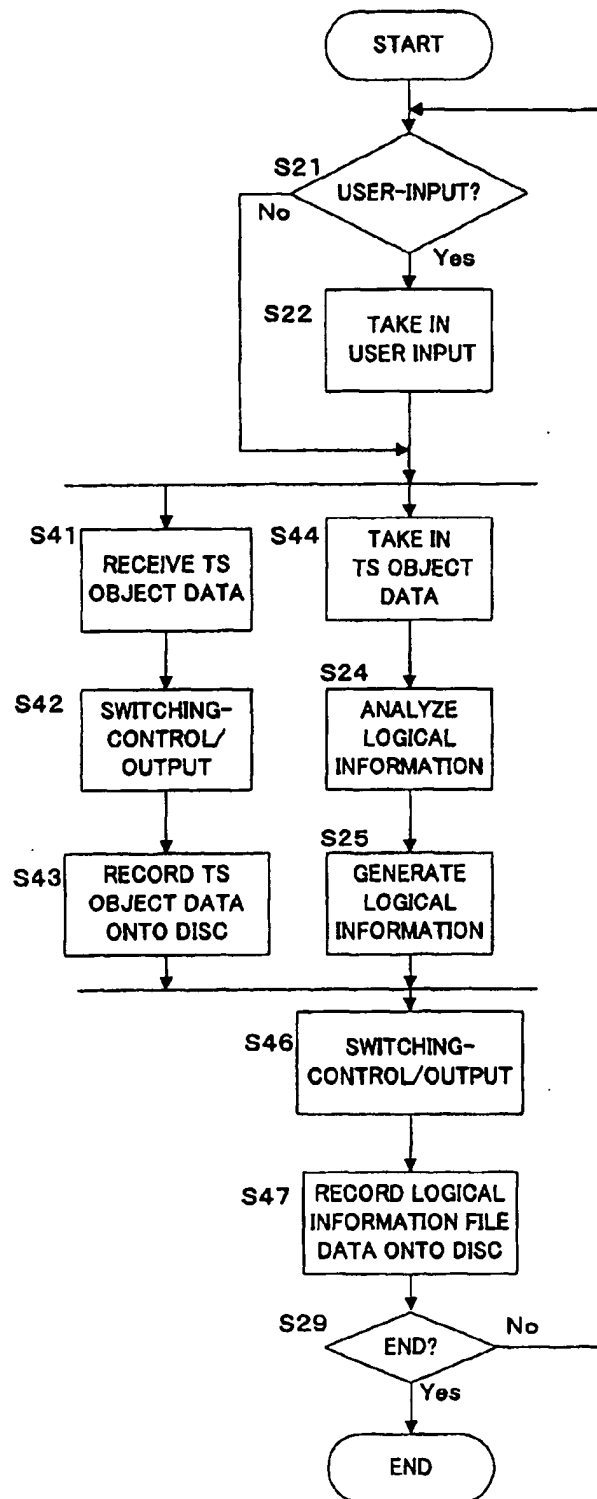 START
S21
USER-INPUT?
No
Yes
S22
TAKE IN
USER INPUT
S41
RECEIVE TS
OBJECT DATA
S44
TAKE IN
TS OBJECT
DATA
S42
SWITCHING-
CONTROL/
OUTPUT
S24
ANALYZE
LOGICAL
INFORMATION
S43
RECORD TS
OBJECT DATA
ONTO DISC
S25
GENERATE
LOGICAL
INFORMATION
S46
SWITCHING-
CONTROL/OUTPUT
S47
RECORD LOGICAL
INFORMATION FILE
DATA ONTO DISC
S29
END?
No
Yes
END